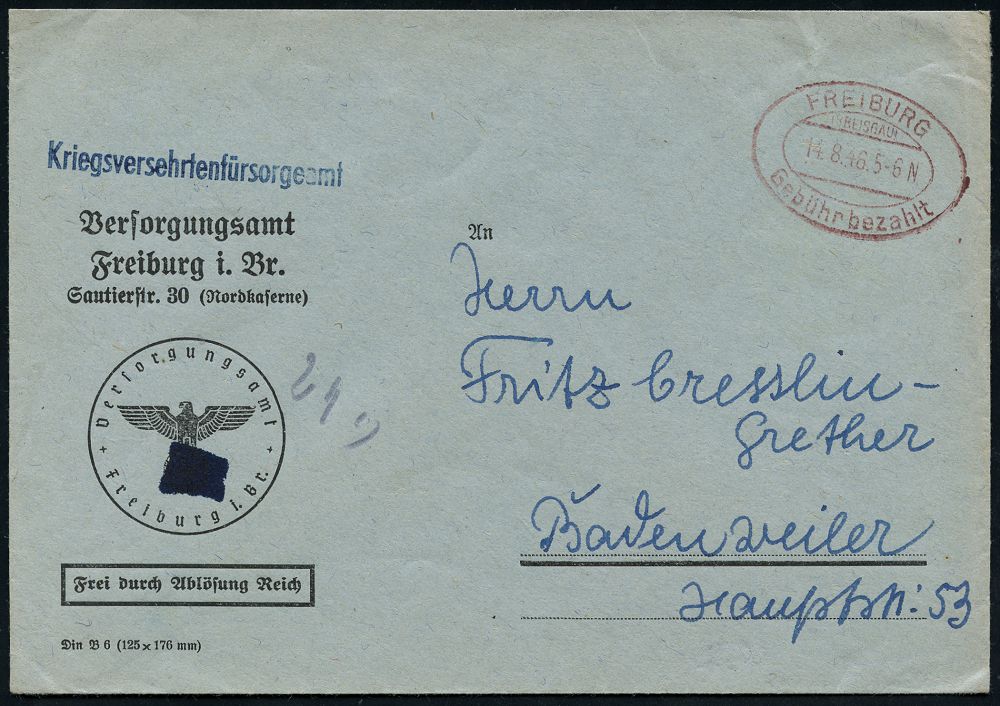 FREIBURG
(BREISGAU)
14.8.46.5-6 N
Gebühr bezahlt
Kriegsversehrtenfürsorgeamt
Versorgungsamt
Freiburg i. Br.
Sautierstr. 30 (Nordkaserne)
An
Herrn
Fritz Cresslin-
Grether
Badenweiler
Hauptstr. 53
Versorgungsamt
Freiburg i. Br.
Frei durch Ablösung Reich
Din B 6 (125 x 176 mm)